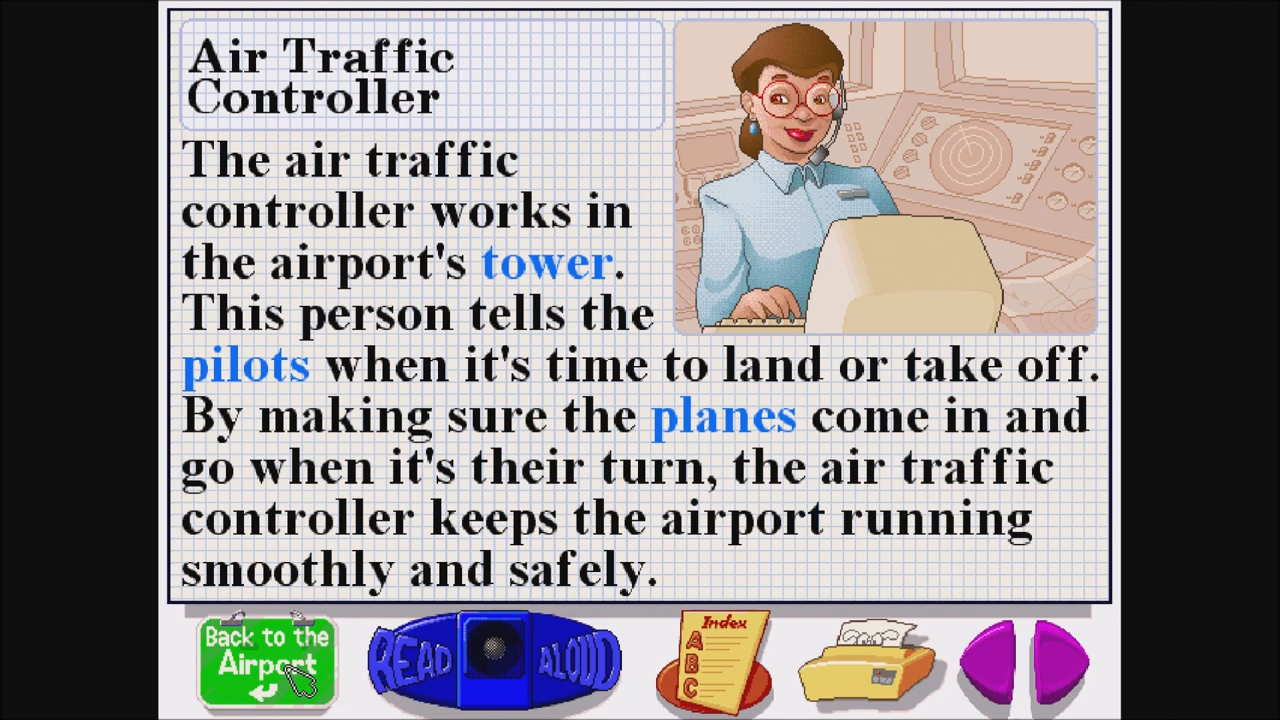 Air Traffic
Controller
The air traffic
controller works in
the airport's tower.
This person tells the
pilots when it's time to land or take off.
By making sure the planes come in and
go when it's their turn, the air traffic
controller keeps the airport running
smoothly and safely.
Back to the
Airport
READ ALOUD
Index
A
B
C